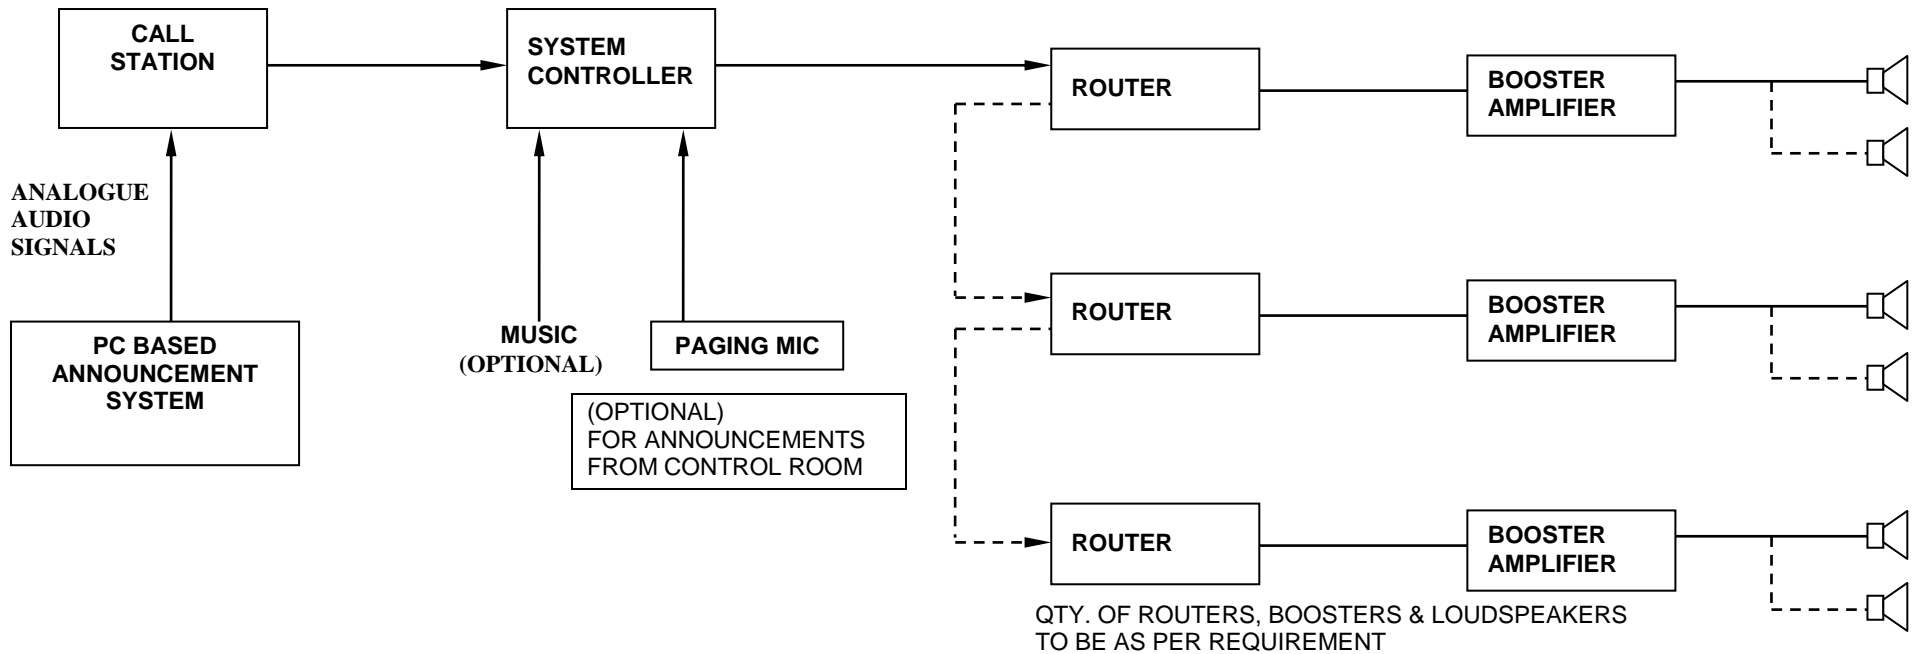 CALL
STATION
SYSTEM
CONTROLLER
ROUTER
BOOSTER
AMPLIFIER
ANALOGUE
AUDIO
SIGNALS
PC BASED
ANNOUNCEMENT
SYSTEM
MUSIC
(OPTIONAL)
PAGING MIC
(OPTIONAL)
FOR ANNOUNCEMENTS
FROM CONTROL ROOM
ROUTER
BOOSTER
AMPLIFIER
ROUTER
BOOSTER
AMPLIFIER
QTY. OF ROUTERS, BOOSTERS & LOUDSPEAKERS
TO BE AS PER REQUIREMENT